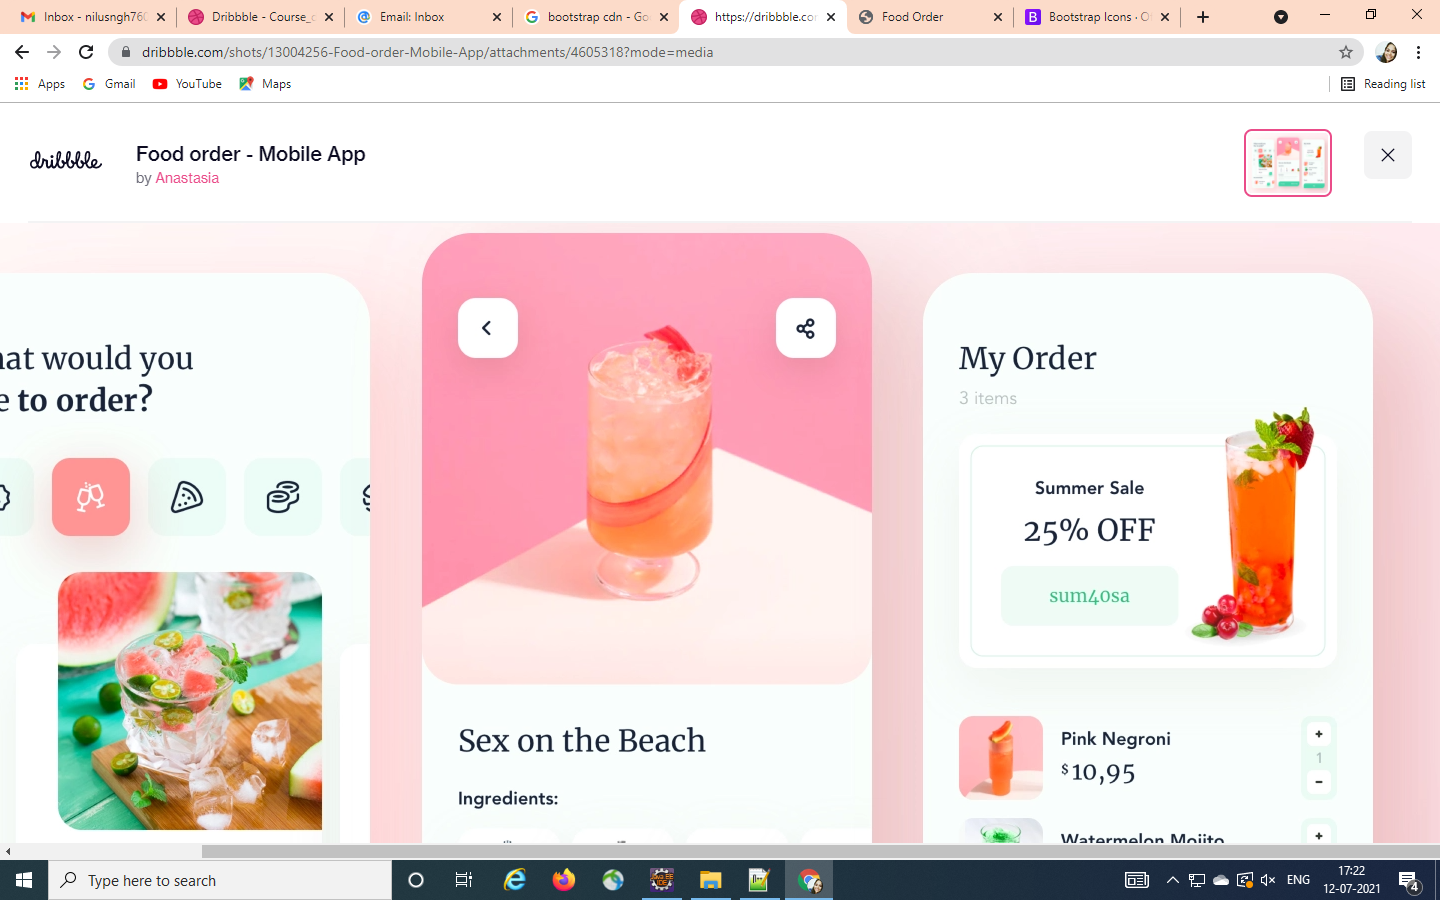 Inbox - nilusngh760
Dribbble - Course_
Email: Inbox
bootstrap cdn - Go
https://dribbble.co
Food Order
Bootstrap Icons · O
dribbble.com/shots/13004256-Food-order-Mobile-App/attachments/4605318?mode=media
Apps
Gmail
YouTube
Maps
Reading list
dribbble
Food order - Mobile App
by Anastasia
hat would you
e to order?
Sex on the Beach
Ingredients:
My Order
3 items
Summer Sale
25% OFF
sum40sa
Pink Negroni
$10,95
+
1
-
Watermelon Mojito
+
Type here to search
ENG
17:22
12-07-2021
4